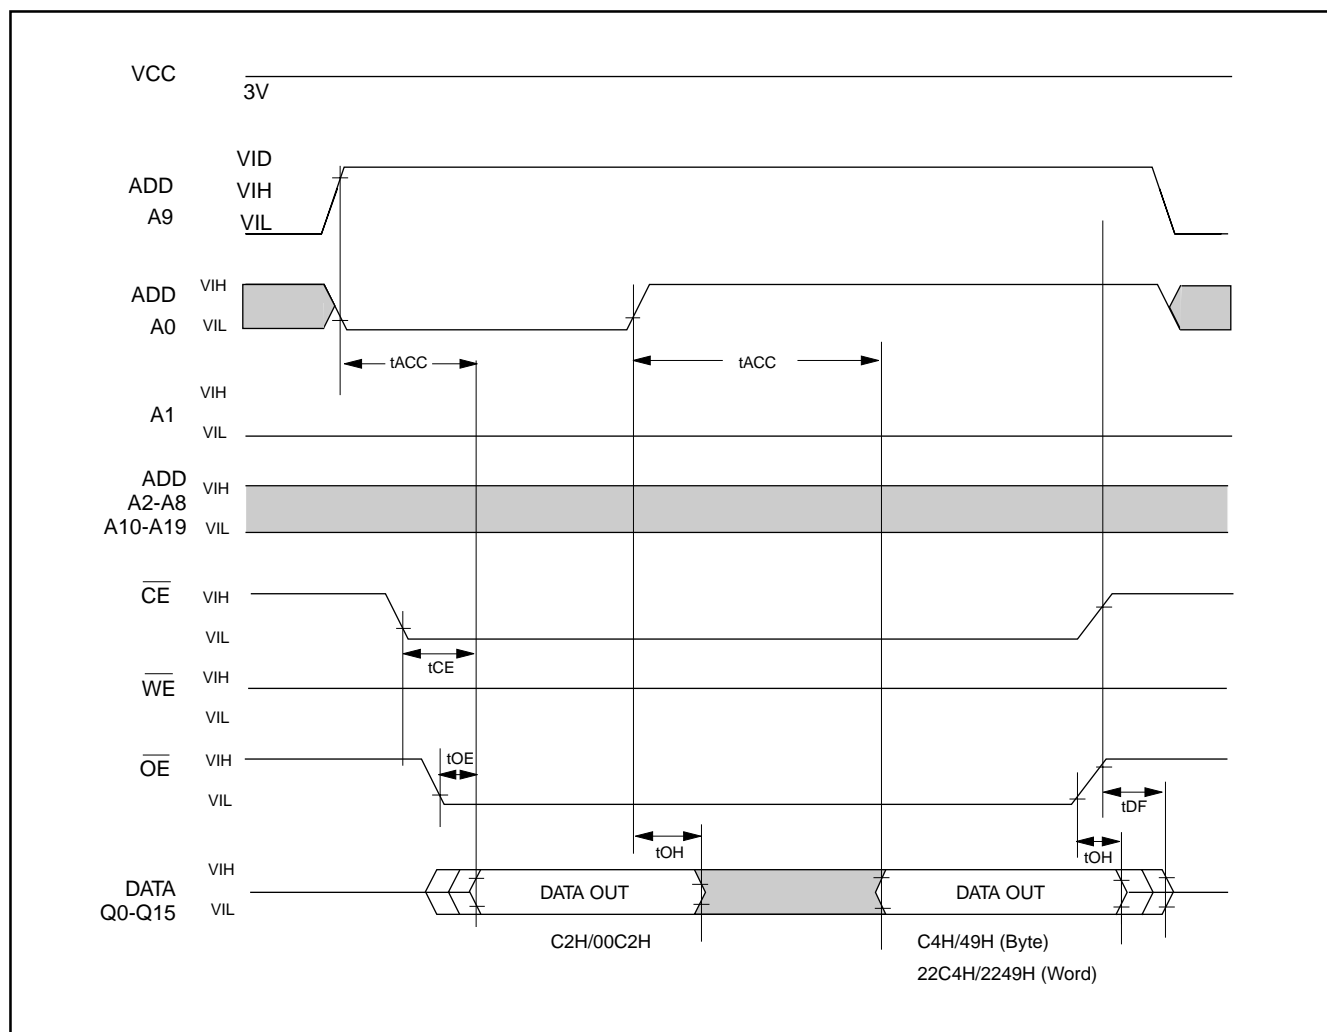 VCC
3V
VID
ADD
VIH
A9
VIL
VIH
ADD
A0
VIL
tACC
tACC
VIH
A1
VIL
ADD
VIH
A2-A8
A10-A19
VIL
CE
VIH
VIL
tCE
WE
VIH
VIL
OE
VIH
tOE
VIL
tDF
tOH
tOH
VIH
DATA
DATA OUT
DATA OUT
Q0-Q15
VIL
C2H/00C2H
C4H/49H (Byte)
22C4H/2249H (Word)